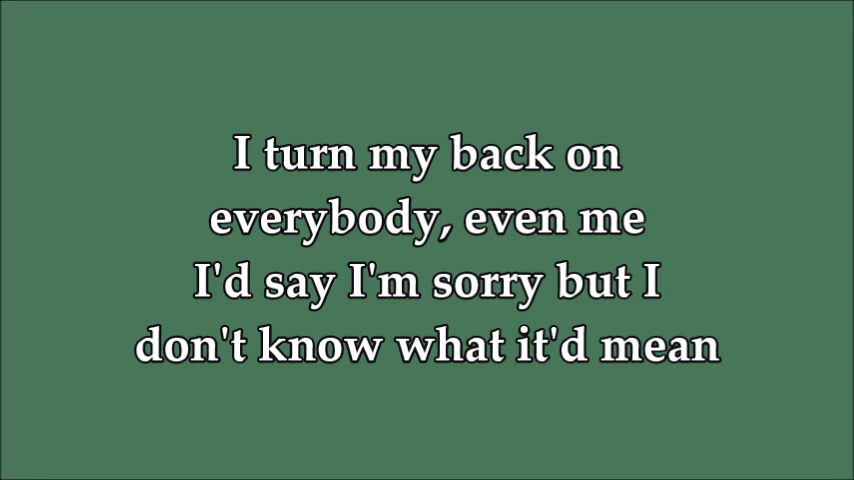 I turn my back on
everybody, even me
I'd say I'm sorry but I
don't know what it'd mean